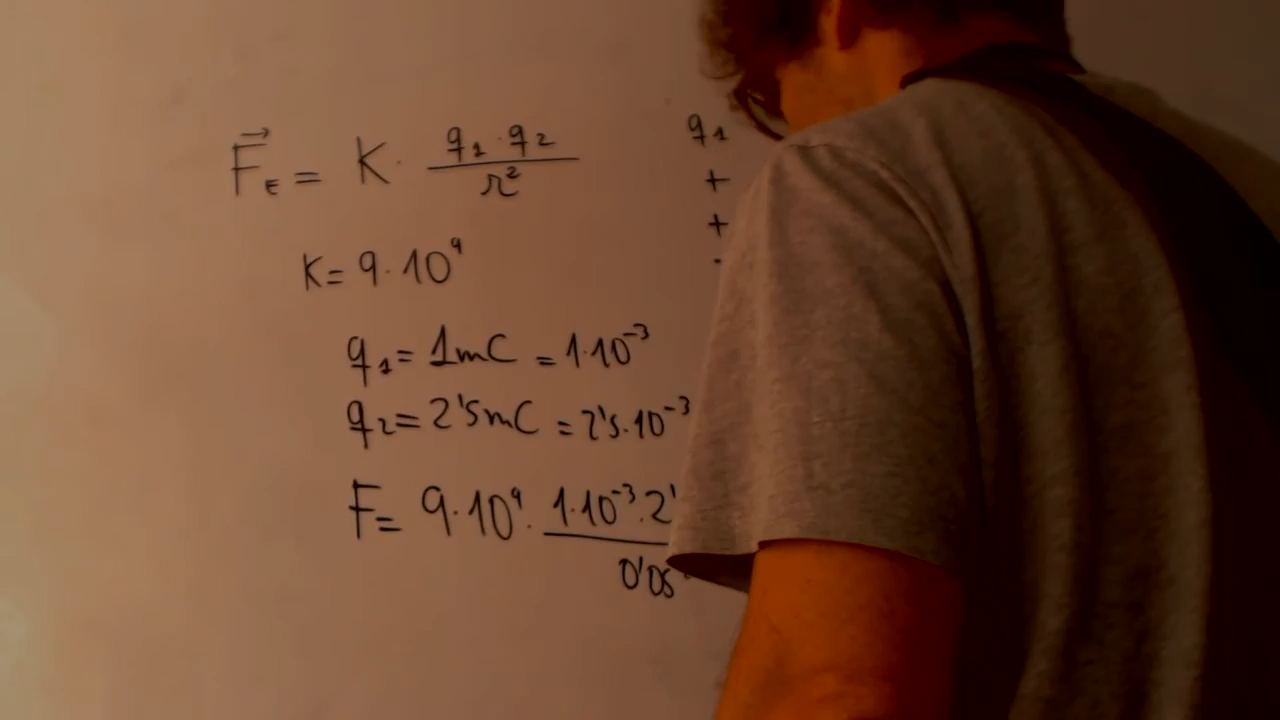 F⃗ᴇ = K · q₁ · q₂ / r²
q₁
+
+
K = 9 · 10⁹
q₁ = 1mC = 1·10⁻³
q₂ = 2'5mC = 2'5·10⁻³
F = 9·10⁹ · 1·10⁻³·2' / 0'05